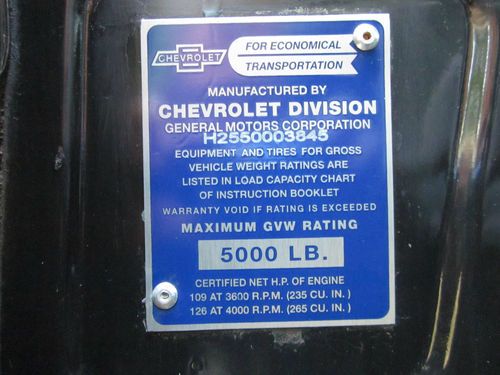 CHEVROLET
FOR ECONOMICAL
TRANSPORTATION
MANUFACTURED BY
CHEVROLET DIVISION
GENERAL MOTORS CORPORATION
H2550003845
EQUIPMENT AND TIRES FOR GROSS
VEHICLE WEIGHT RATINGS ARE
LISTED IN LOAD CAPACITY CHART
OF INSTRUCTION BOOKLET
WARRANTY VOID IF RATING IS EXCEEDED
MAXIMUM GVW RATING
5000 LB.
CERTIFIED NET H.P. OF ENGINE
109 AT 3600 R.P.M. (235 CU. IN.)
126 AT 4000 R.P.M. (265 CU. IN.)